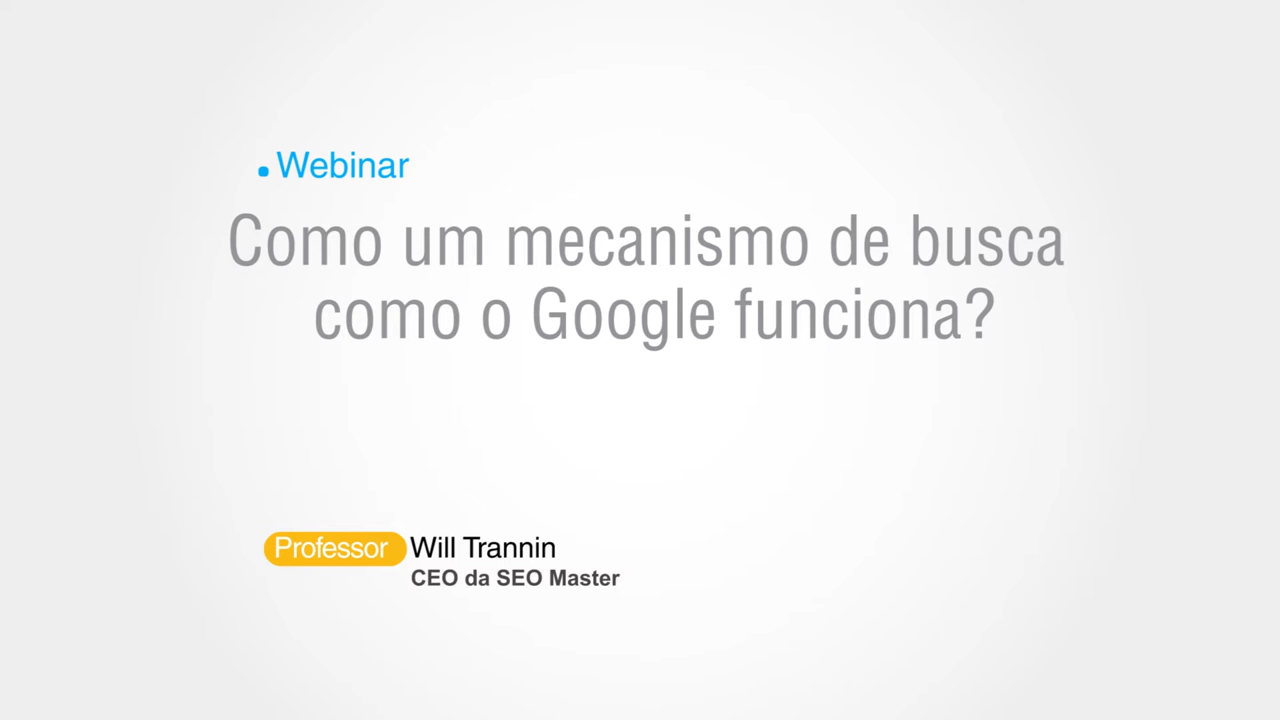 Webinar
Como um mecanismo de busca
como o Google funciona?
Professor Will Trannin
CEO da SEO Master